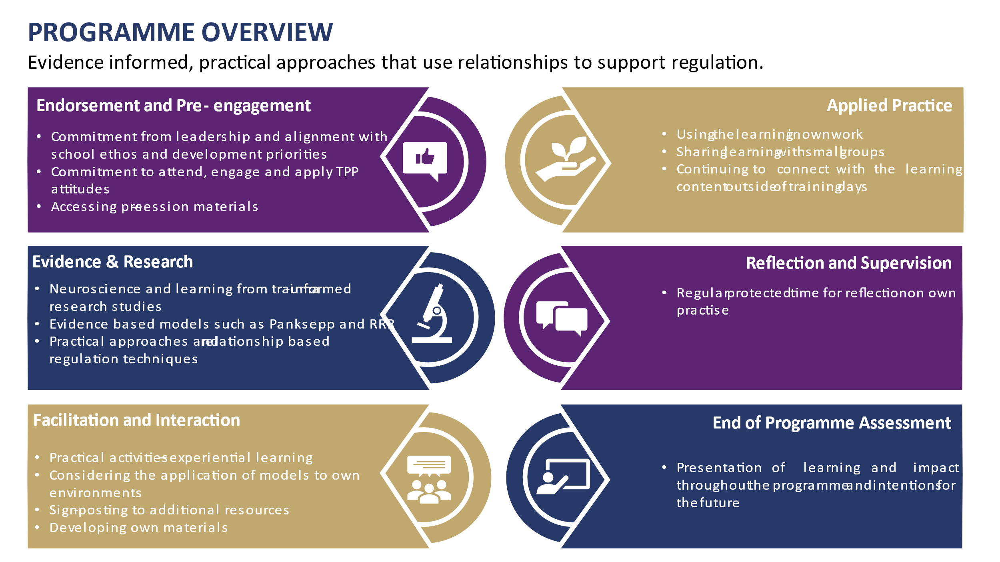 PROGRAMME OVERVIEW
Evidence informed, practical approaches that use relationships to support regulation.
Endorsement and Pre- engagement
• Commitment from leadership and alignment with
school ethos and development priorities
• Commitment to attend, engage and apply TPP
attitudes
• Accessing pre-session materials
Evidence & Research
• Neuroscience and learning from trauma-informed
research studies
• Evidence based models such as Panksepp and RRR
• Practical approaches and relationship based
regulation techniques
Facilitation and Interaction
• Practical activities – experiential learning
• Considering the application of models to own
environments
• Sign-posting to additional resources
• Developing own materials
Applied Practice
• Using the learning in own work
• Sharing learning with small groups
• Continuing to connect with the learning
content outside of training days
Reflection and Supervision
• Regular protected time for reflection on own
practise
End of Programme Assessment
• Presentation of learning and impact
throughout the programme and intentions for
the future